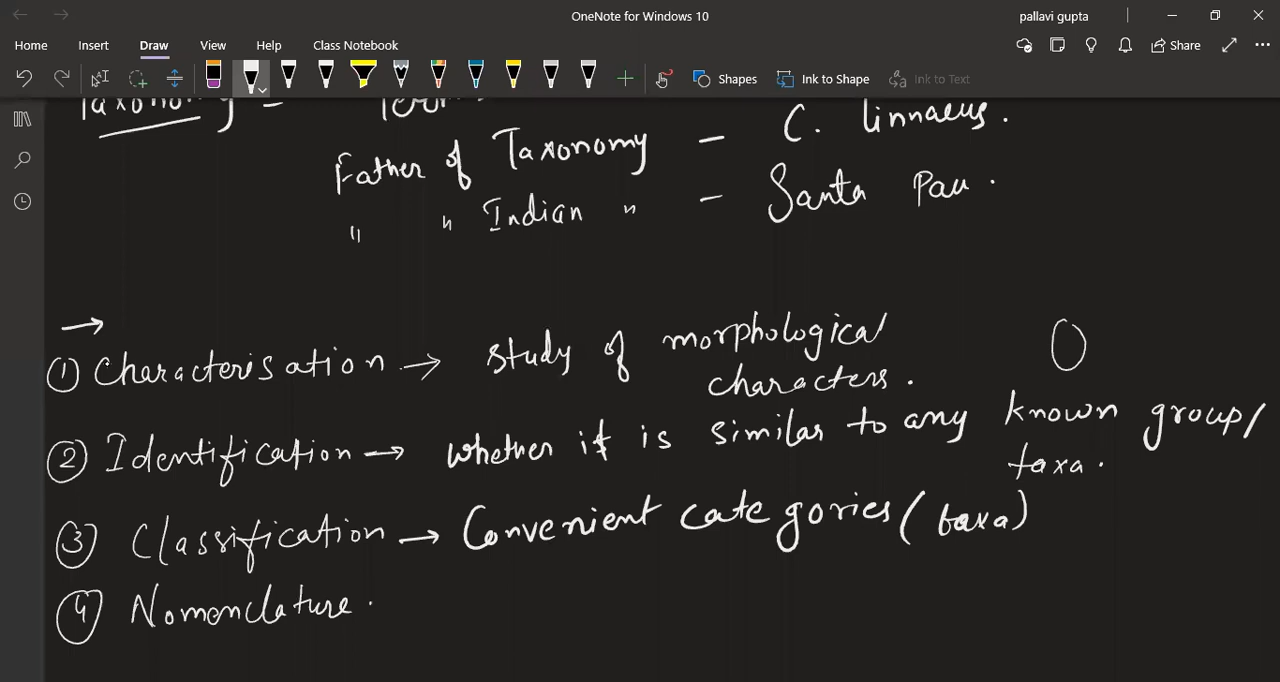 OneNote for Windows 10
pallavi gupta
Home Insert Draw View Help Class Notebook
Share
Shapes Ink to Shape Ink to Text
Taxonomy -
Father of Taxonomy - C. Linnaeus.
" " Indian " - Santa Pau.
→
① Characterisation → study of morphological
characters.
② Identification → whether it is similar to any known group/
taxa.
③ Classification → Convenient categories (taxa)
④ Nomenclature.